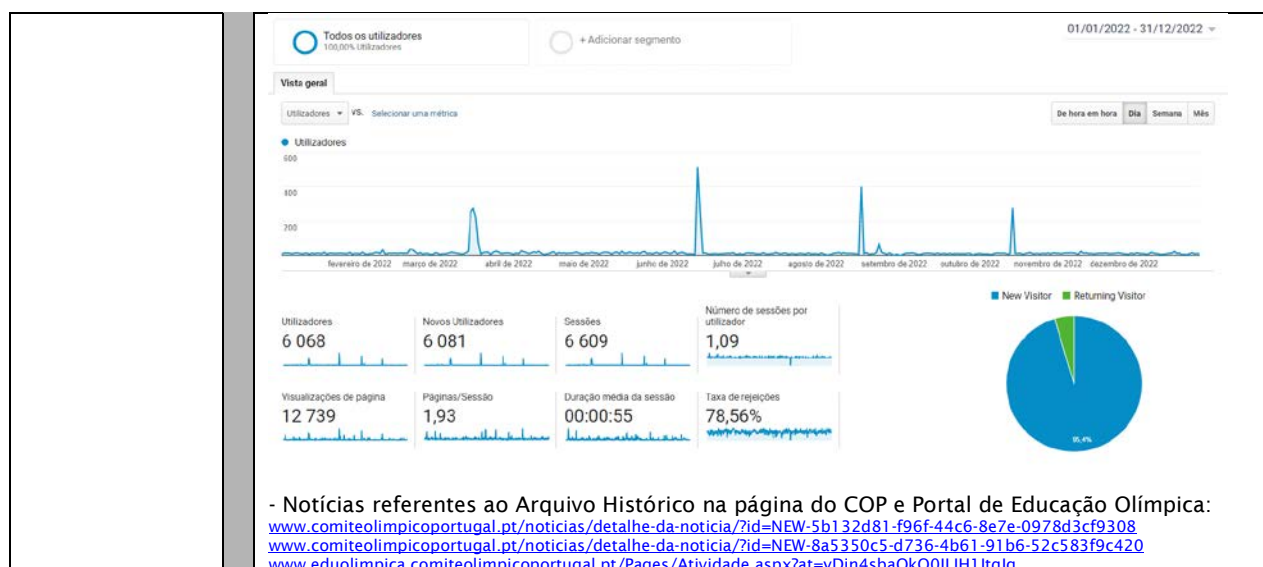 Todos os utilizadores
100,00% Utilizadores
+ Adicionar segmento
01/01/2022 - 31/12/2022
Vista geral
Utilizadores VS. Selecionar uma métrica
De hora em hora Dia Semana Mês
Utilizadores
600
400
200
fevereiro de 2022 março de 2022 abril de 2022 maio de 2022 junho de 2022 julho de 2022 agosto de 2022 setembro de 2022 outubro de 2022 novembro de 2022 dezembro de 2022
New Visitor Returning Visitor
Utilizadores
6 068
Novos Utilizadores
6 081
Sessões
6 609
Número de sessões por
utilizador
1,09
Visualizações de página
12 739
Páginas/Sessão
1,93
Duração média da sessão
00:00:55
Taxa de rejeições
78,56%
95,4%
- Notícias referentes ao Arquivo Histórico na página do COP e Portal de Educação Olímpica:
www.comiteolimpicoportugal.pt/noticias/detalhe-da-noticia/?id=NEW-5b132d81-f96f-44c6-8e7e-0978d3cf9308
www.comiteolimpicoportugal.pt/noticias/detalhe-da-noticia/?id=NEW-8a5350c5-d736-4b61-91b6-52c583f9c420